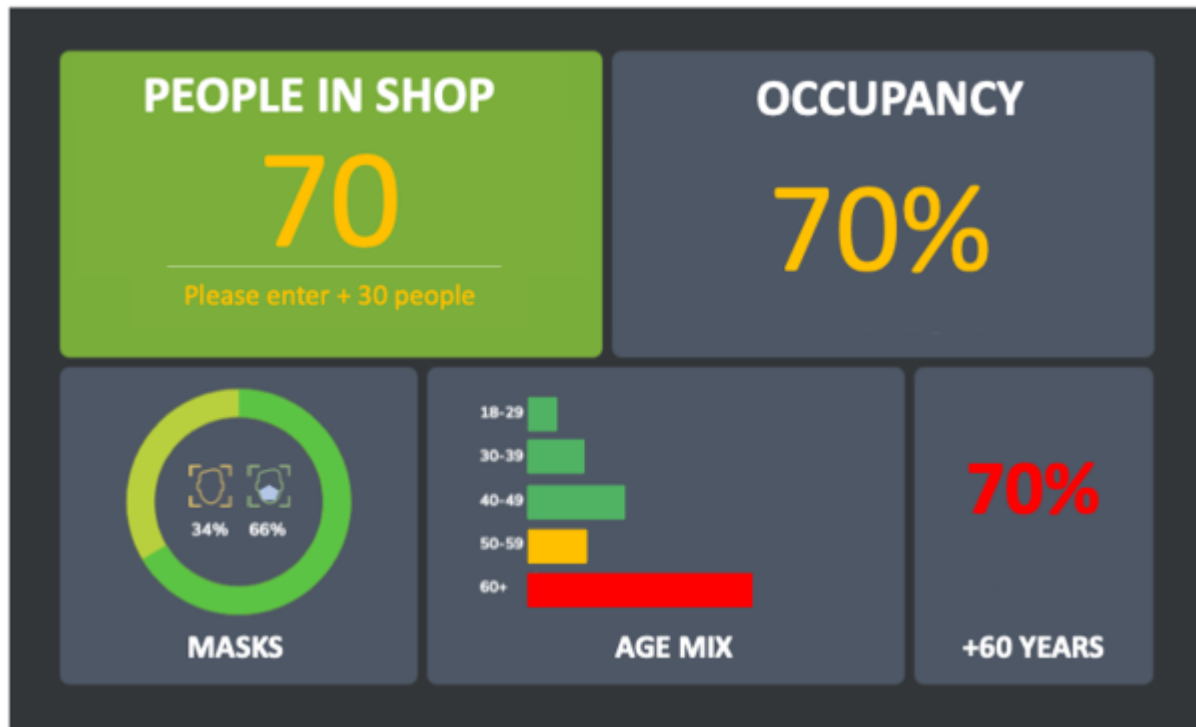 PEOPLE IN SHOP
70
Please enter + 30 people
OCCUPANCY
70%
34% 66%
MASKS
18-29
30-39
40-49
50-59
60+
AGE MIX
70%
+60 YEARS